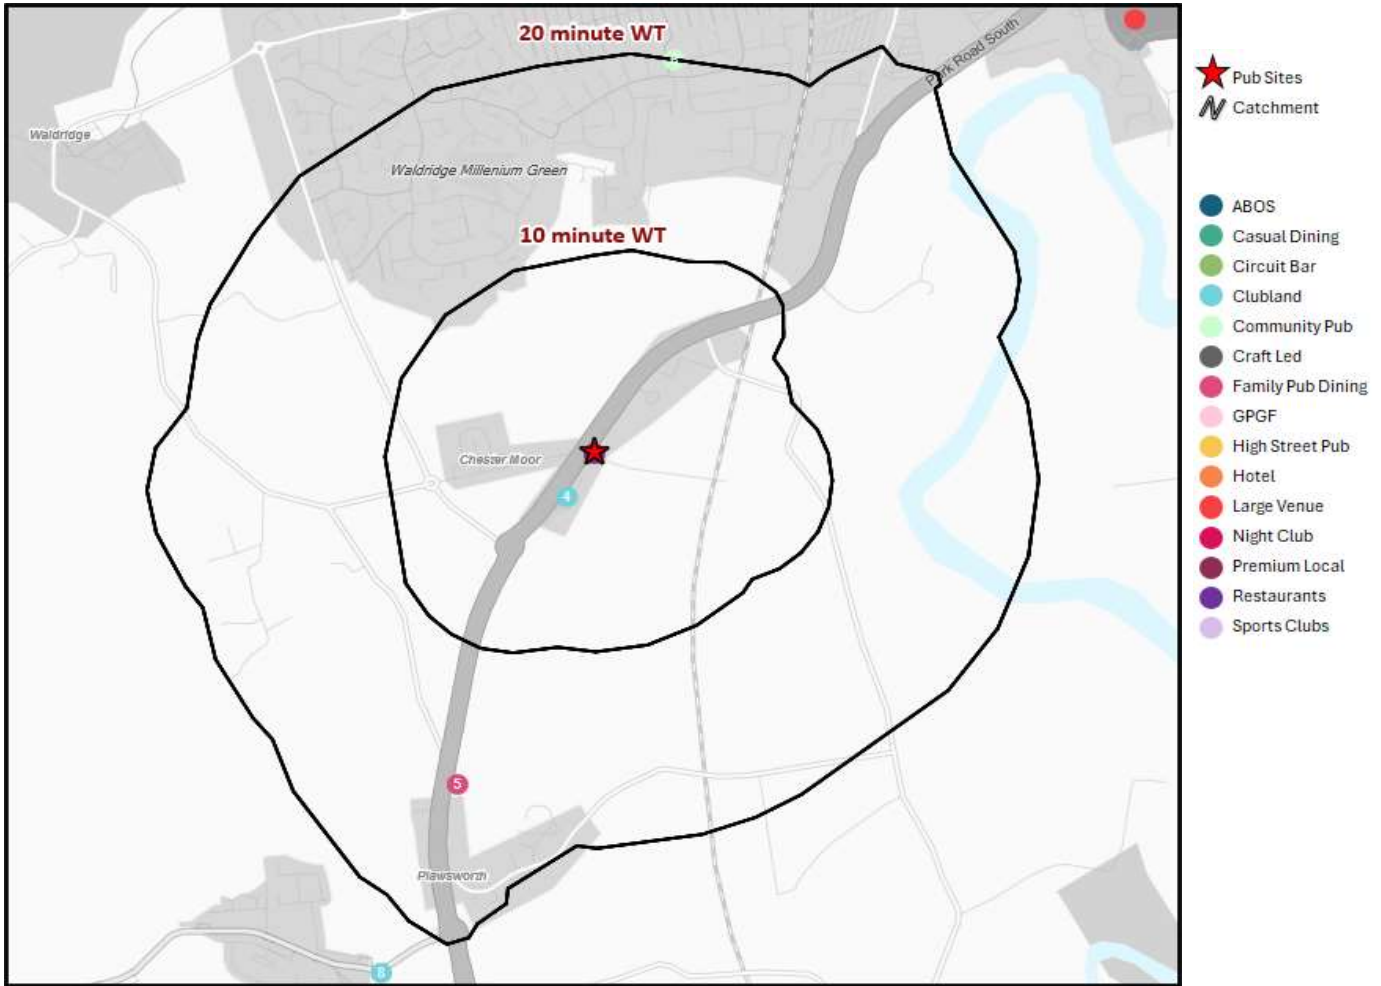 20 minute WT
Park Road South
Waldridge
Waldridge Millenium Green
10 minute WT
Chester Moor
4
5
Plawsworth
8
Pub Sites
Catchment
ABOS
Casual Dining
Circuit Bar
Clubland
Community Pub
Craft Led
Family Pub Dining
GPGF
High Street Pub
Hotel
Large Venue
Night Club
Premium Local
Restaurants
Sports Clubs